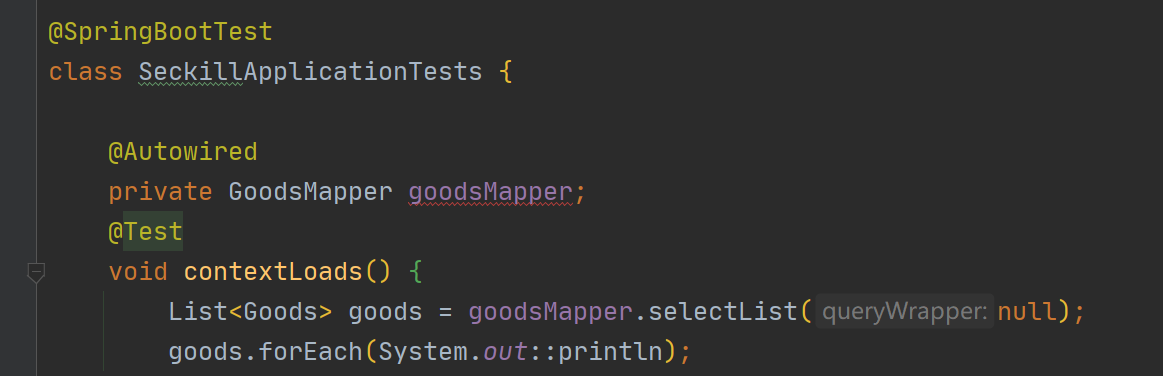 @SpringBootTest
class SeckillApplicationTests {
@Autowired
private GoodsMapper goodsMapper;
@Test
void contextLoads() {
List<Goods> goods = goodsMapper.selectList( queryWrapper: null);
goods.forEach(System.out::println);